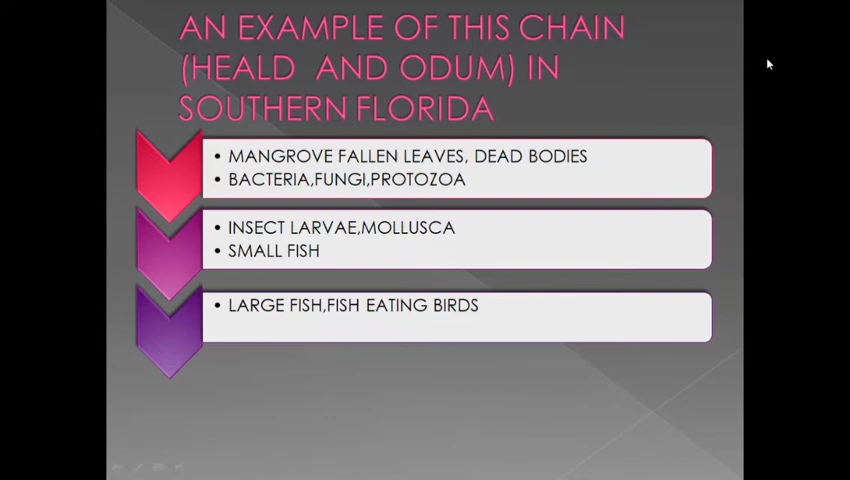 AN EXAMPLE OF THIS CHAIN
(HEALD AND ODUM) IN
SOUTHERN FLORIDA
• MANGROVE FALLEN LEAVES, DEAD BODIES
• BACTERIA,FUNGI,PROTOZOA
• INSECT LARVAE,MOLLUSCA
• SMALL FISH
• LARGE FISH,FISH EATING BIRDS